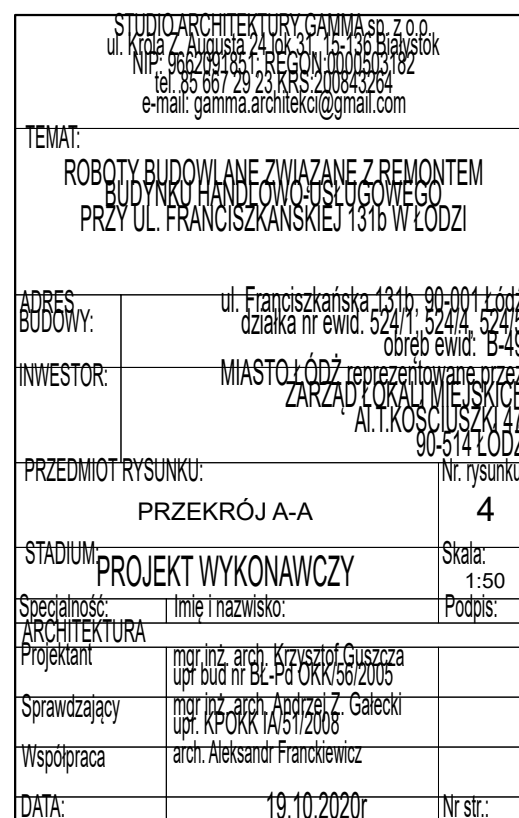 STUDIO ARCHITEKTURY GAMMA sp. z o.o.
ul. Króla Z. Augusta 24 lok 31, 15-136 Białystok
NIP: 9662091851; REGON:0000503182
tel. 85 667 29 23 KRS:200843264
e-mail: gamma.architekci@gmail.com
TEMAT:
ROBOTY BUDOWLANE ZWIĄZANE Z REMONTEM
BUDYNKU HANDLOWO-USŁUGOWEGO
PRZY UL. FRANCISZKAŃSKIEJ 131b W ŁODZI
ADRES
BUDOWY:
ul. Franciszkańska 131b, 90-001 Łódź
działka nr ewid. 524/1, 524/4, 524/5
obręb ewid: B-49
INWESTOR:
MIASTO ŁÓDŹ reprezentowane przez
ZARZĄD LOKALI MIEJSKICH
Al.T.KOŚCIUSZKI 47
90-514 ŁÓDŹ
PRZEDMIOT RYSUNKU:
Nr. rysunku
PRZEKRÓJ A-A
4
STADIUM:
PROJEKT WYKONAWCZY
Skala:
1:50
Specjalność: Imię i nazwisko: Podpis:
ARCHITEKTURA
Projektant
mgr inż. arch. Krzysztof Guszcza
upr bud nr BŁ-Pd OKK/56/2005
Sprawdzający
mgr inż. arch. Andrzej Z. Gałecki
upr. KPOKK IA/51/2008
Współpraca
arch. Aleksandr Franckiewicz
DATA: 19.10.2020r Nr str.: